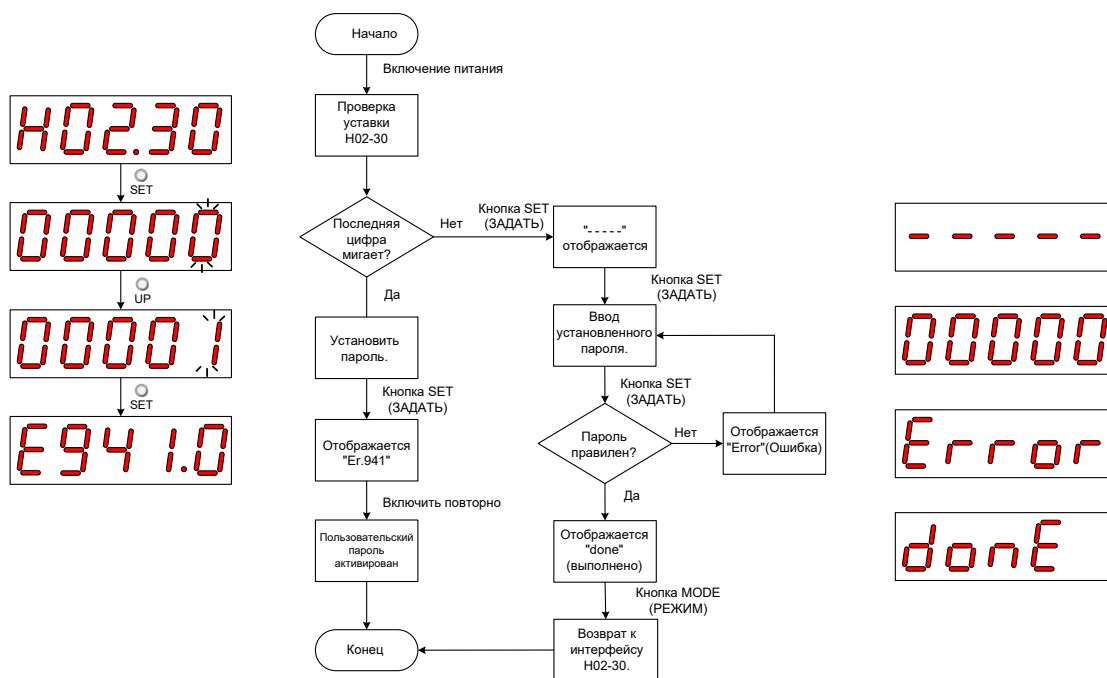 Начало
Включение питания
Проверка
уставки
H02-30
Последняя
цифра
мигает?
Нет
Кнопка SET
(ЗАДАТЬ)
"-----"
отображается
Да
Кнопка SET
(ЗАДАТЬ)
Установить
пароль.
Ввод
установленного
пароля.
Кнопка SET
(ЗАДАТЬ)
Кнопка SET
(ЗАДАТЬ)
Отображается
"Er.941"
Пароль
правилен?
Нет
Отображается
"Error"(Ошибка)
Включить повторно
Да
Пользовательский
пароль
активирован
Отображается
"done"
(выполнено)
Кнопка MODE
(РЕЖИМ)
Конец
Возврат к
интерфейсу
H02-30.
H02.30
SET
00000
UP
00001
SET
E941.0
-----
00000
Error
donE